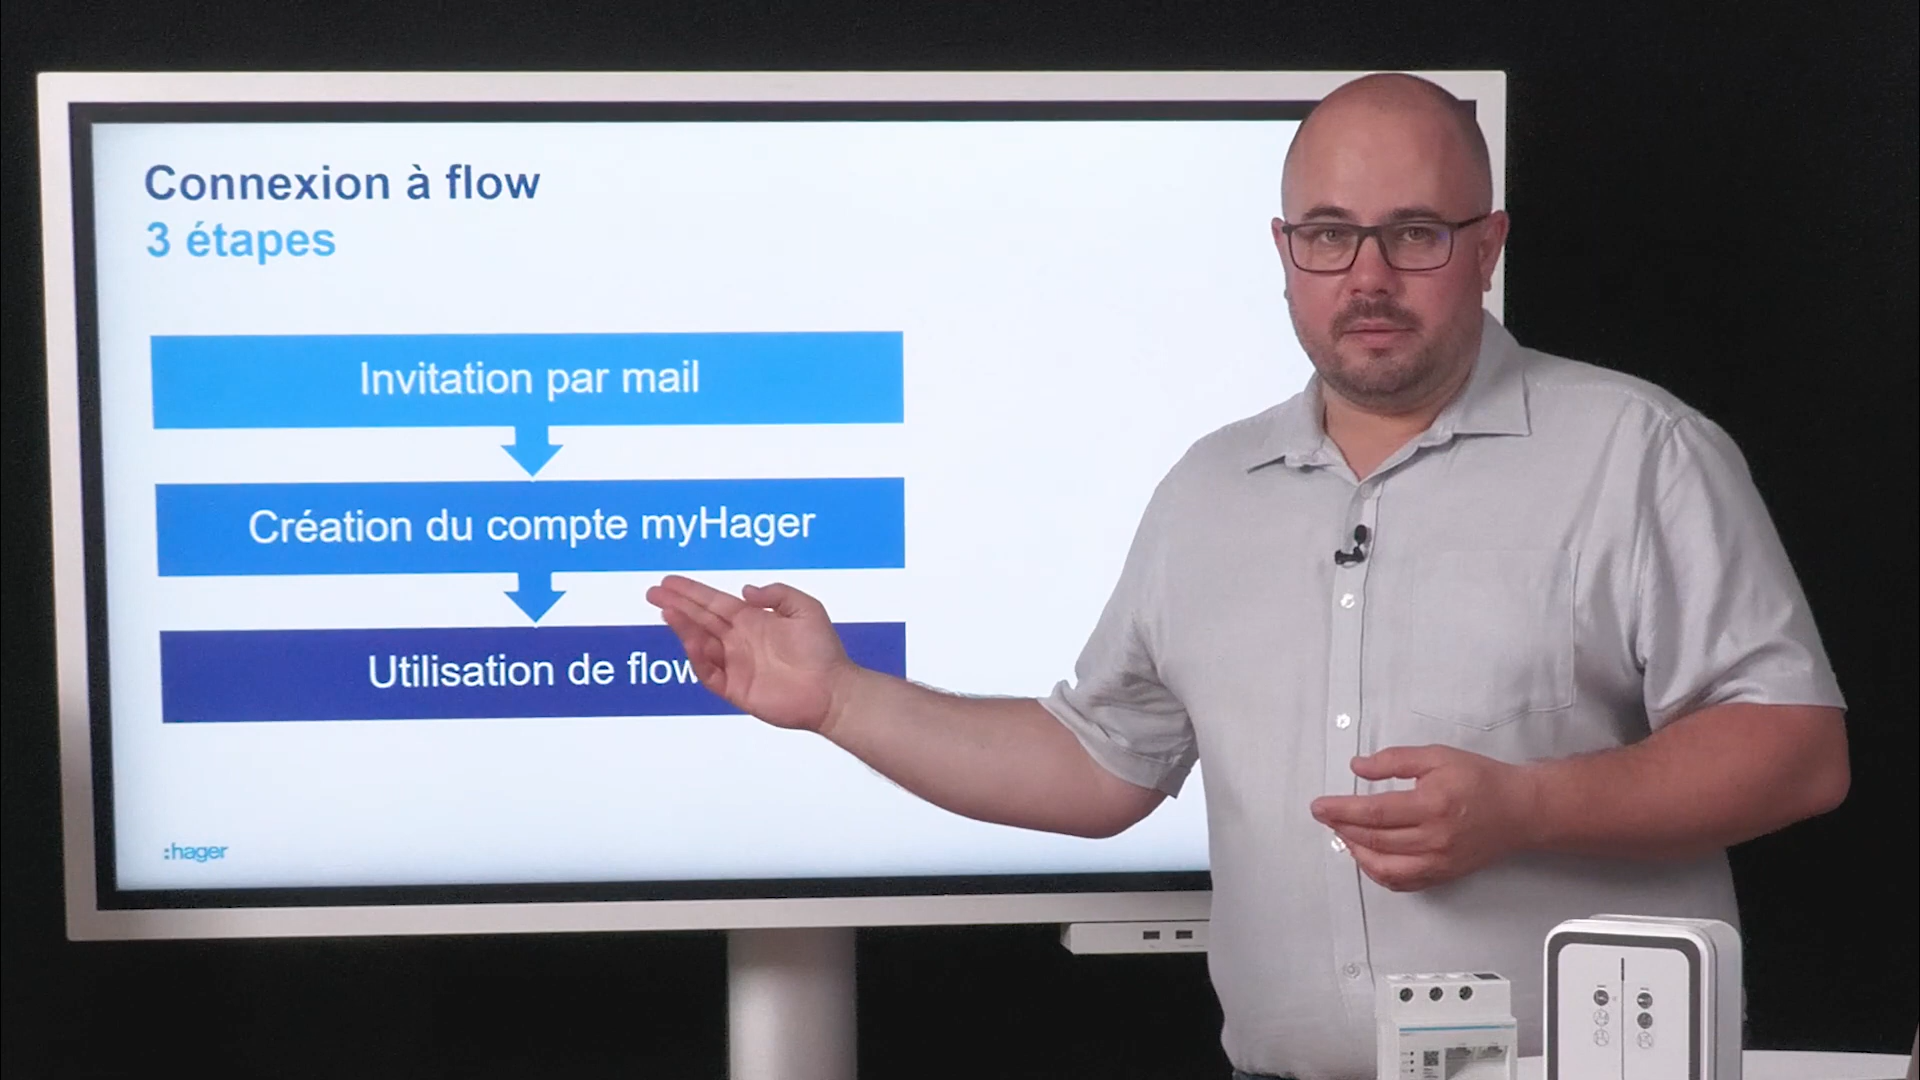 Connexion à flow
3 étapes
Invitation par mail
Création du compte myHager
Utilisation de flow
:hager